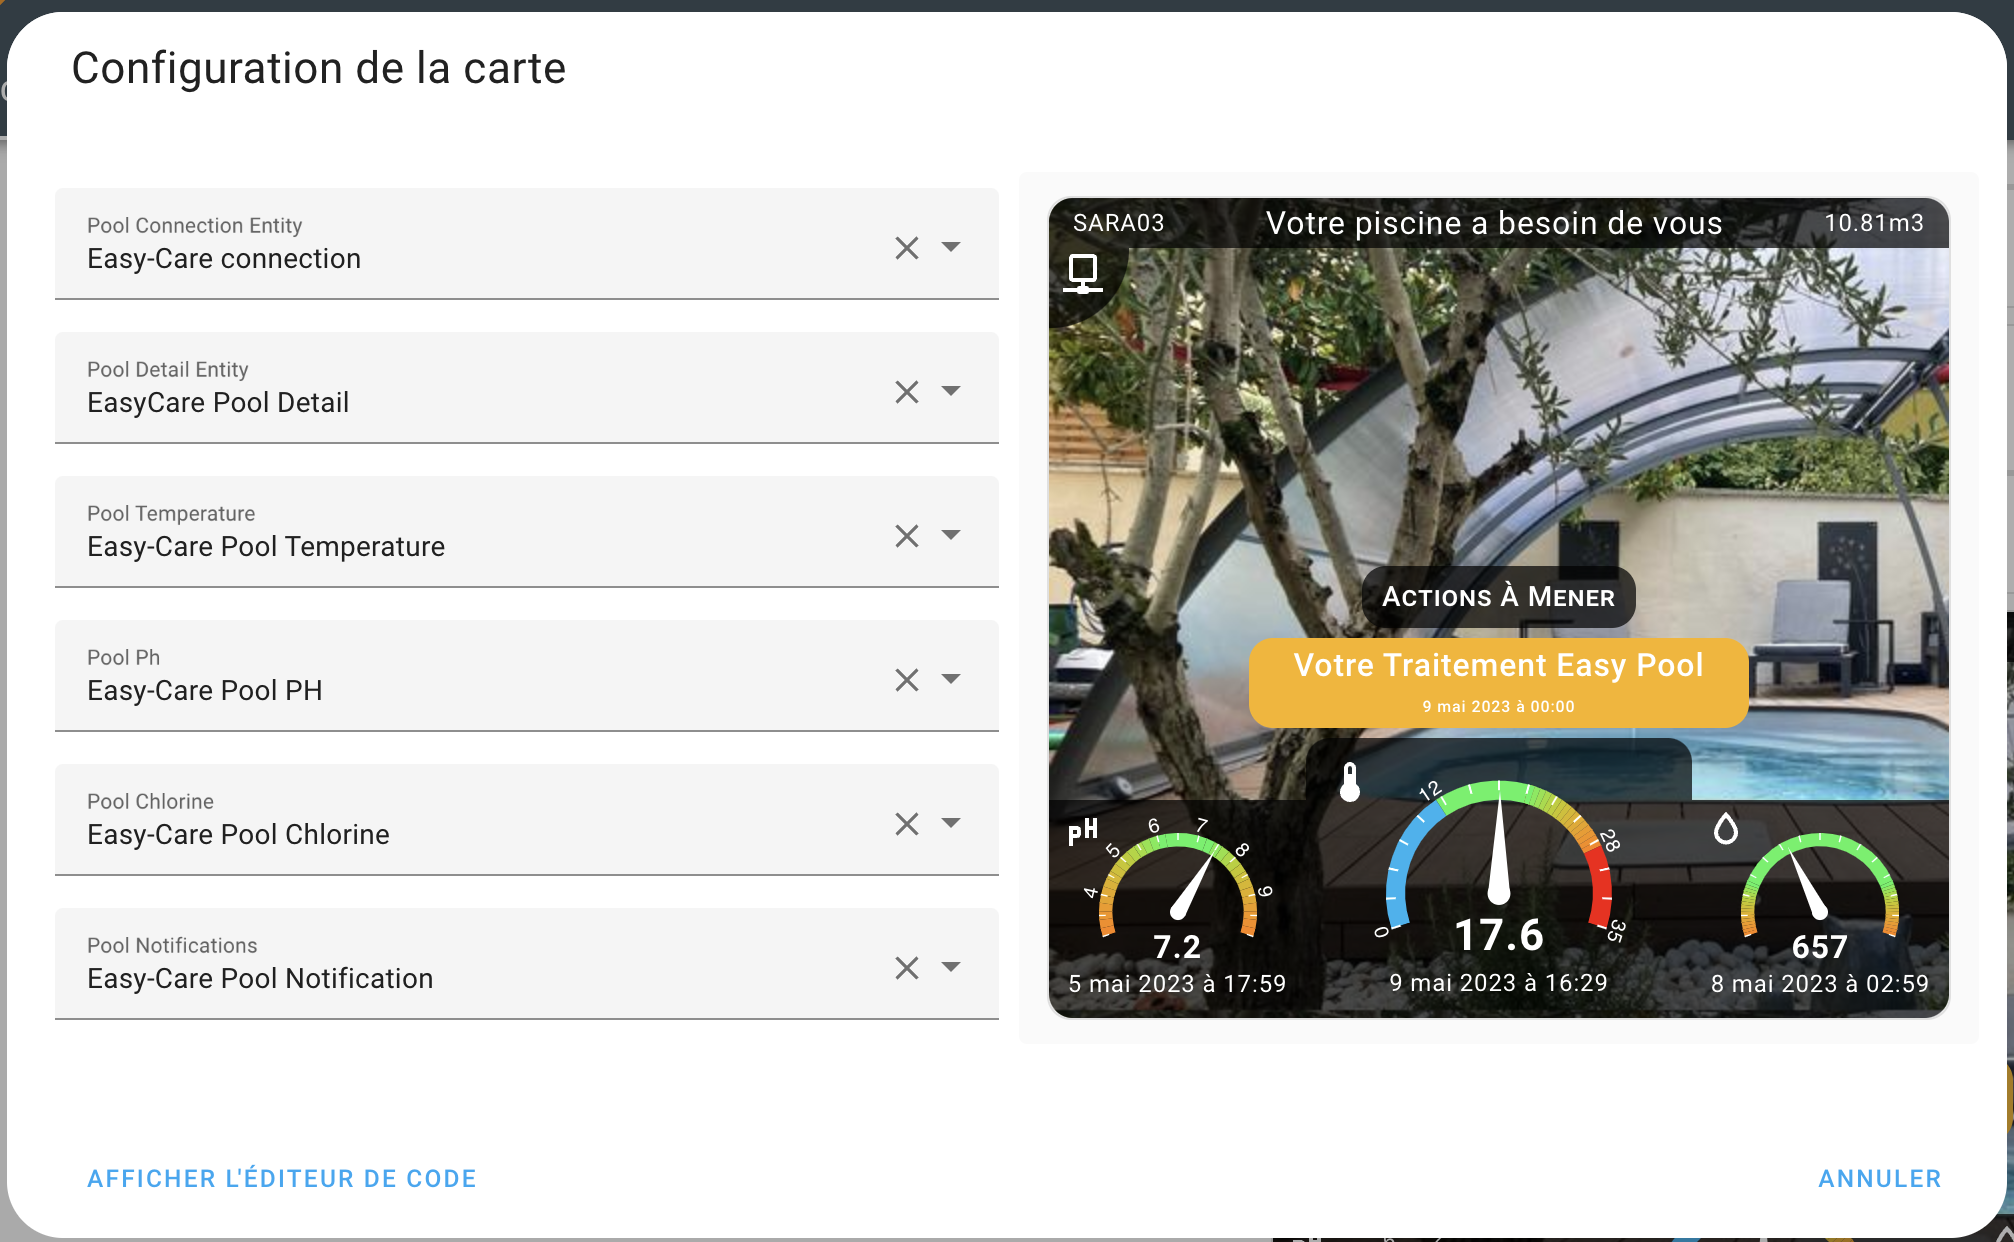 Configuration de la carte
Pool Connection Entity
Easy-Care connection
Pool Detail Entity
EasyCare Pool Detail
Pool Temperature
Easy-Care Pool Temperature
Pool Ph
Easy-Care Pool PH
Pool Chlorine
Easy-Care Pool Chlorine
Pool Notifications
Easy-Care Pool Notification
SARA03
Votre piscine a besoin de vous
10.81m3
Actions À Mener
Votre Traitement Easy Pool
9 mai 2023 à 00:00
pH
4
5
6
7
8
9
7.2
5 mai 2023 à 17:59
0
12
28
35
17.6
9 mai 2023 à 16:29
657
8 mai 2023 à 02:59
AFFICHER L'ÉDITEUR DE CODE
ANNULER